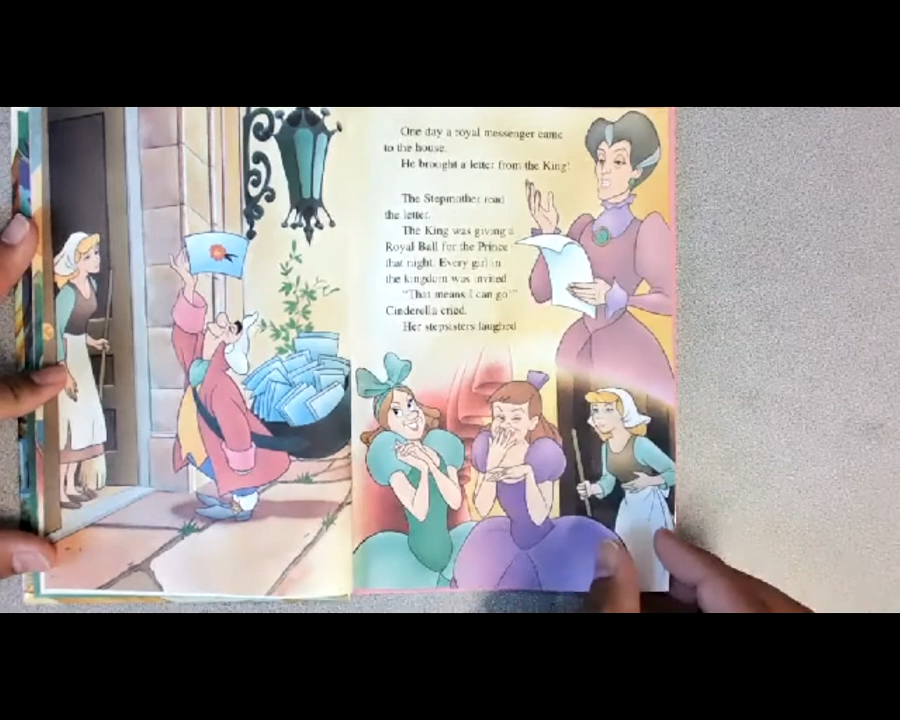 One day a royal messenger came
to the house.
He brought a letter from the King!
The Stepmother read
the letter.
The King was giving a
Royal Ball for the Prince
that night. Every girl in
the kingdom was invited
"That means I can go"
Cinderella cried.
Her stepsisters laughed